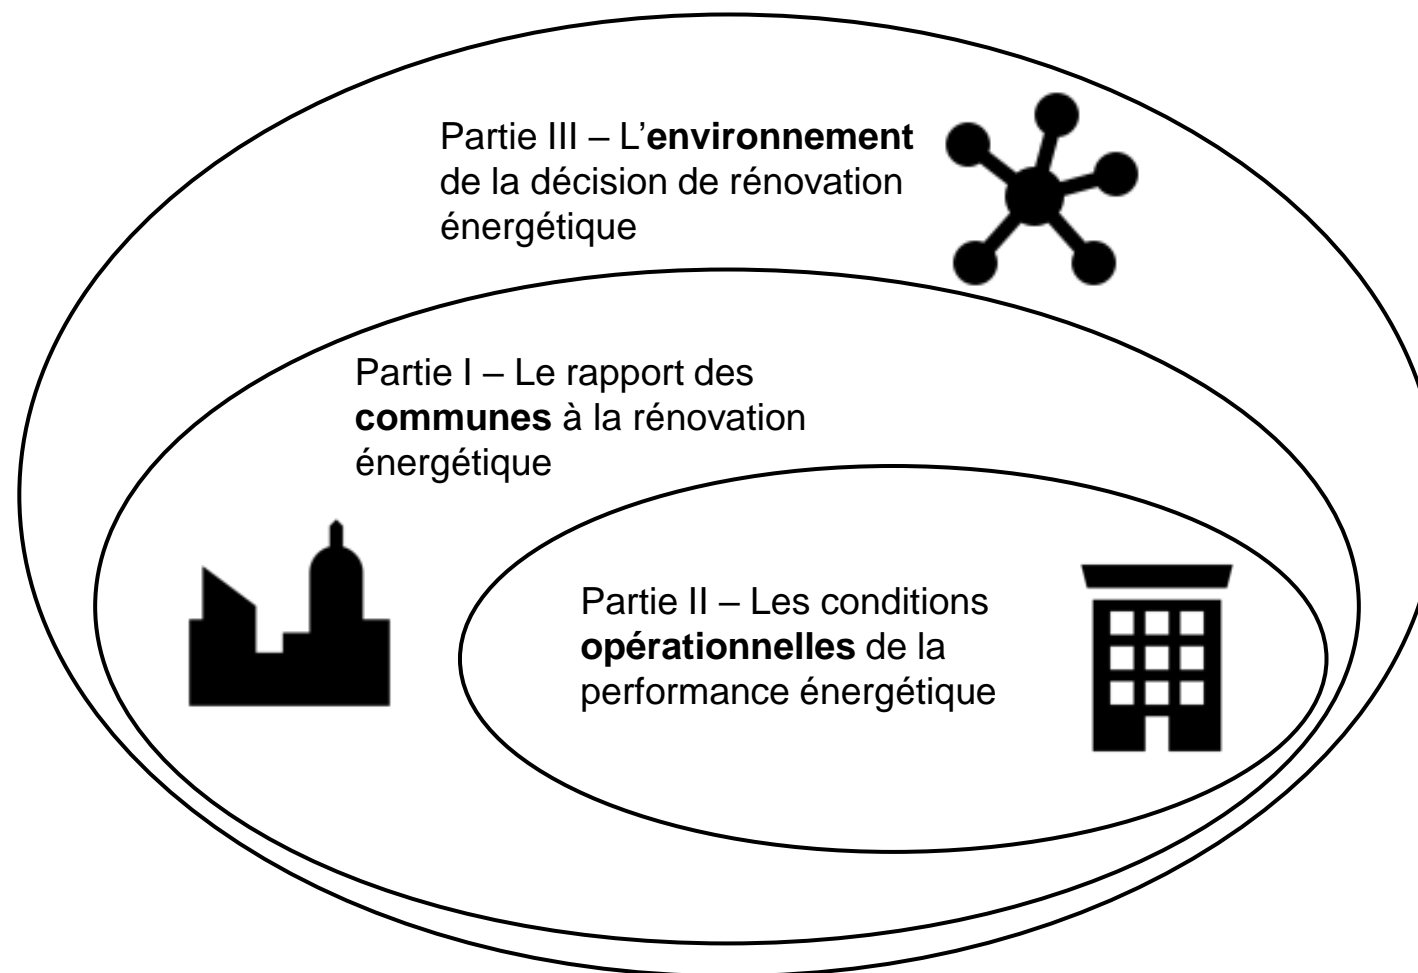 Partie III – L’environnement
de la décision de rénovation
énergétique
Partie I – Le rapport des
communes à la rénovation
énergétique
Partie II – Les conditions
opérationnelles de la
performance énergétique